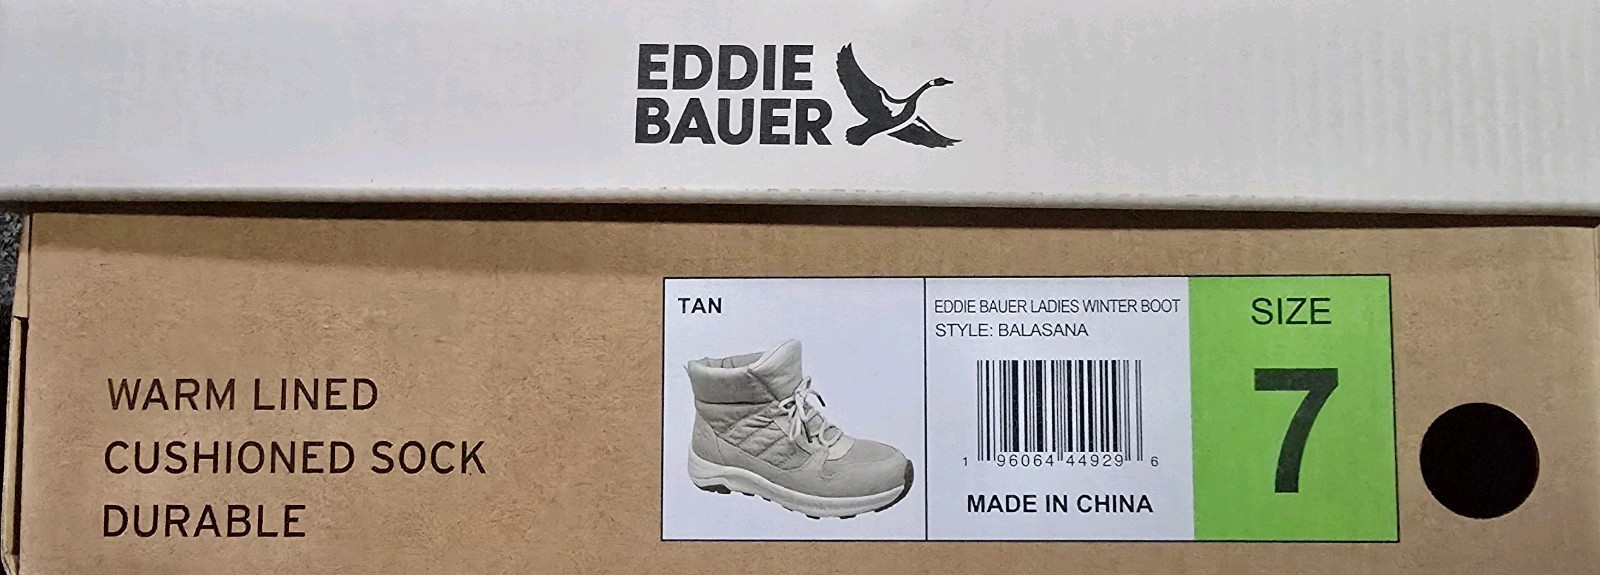 EDDIE
BAUER
WARM LINED
CUSHIONED SOCK
DURABLE
TAN
EDDIE BAUER LADIES WINTER BOOT
STYLE: BALASANA
1 96064 44929 6
MADE IN CHINA
SIZE
7